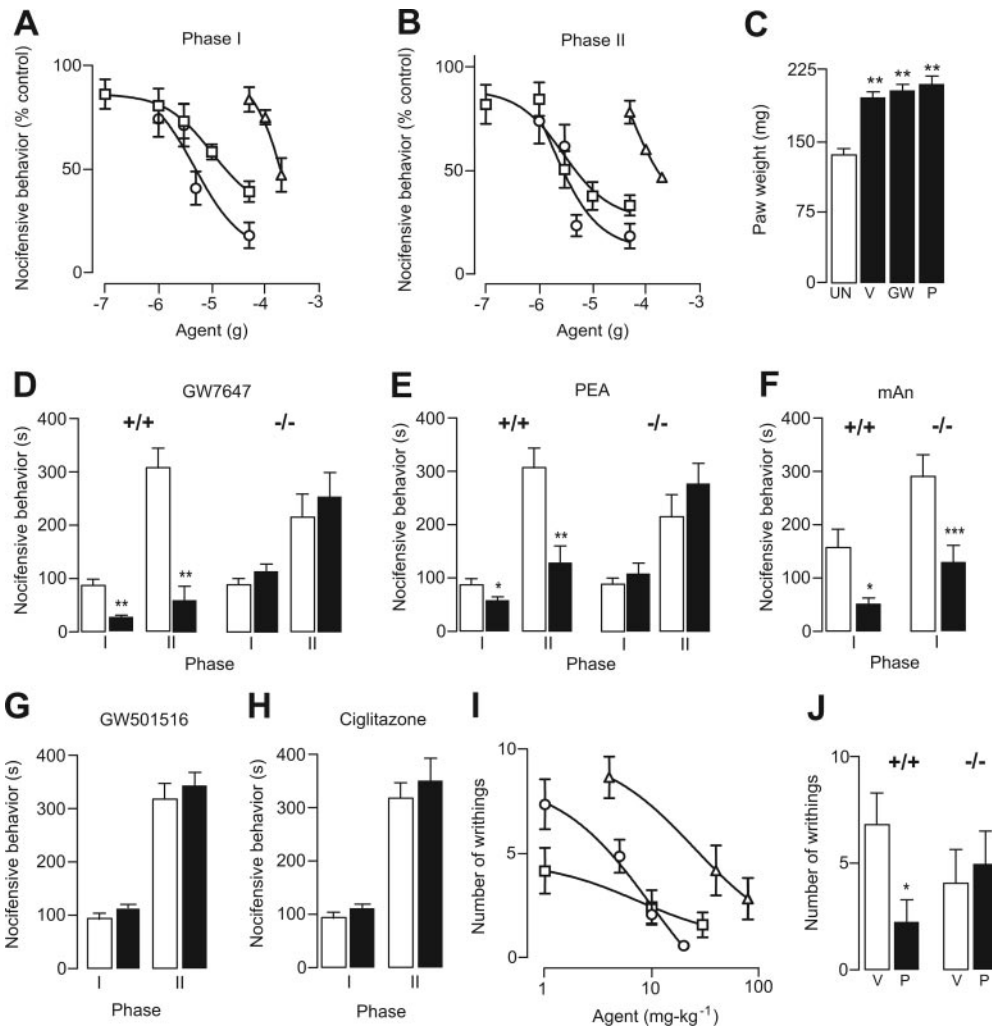 A
Phase I
Nocifensive behavior (% control)
100
50
0
-7 -6 -5 -4 -3
Agent (g)
B
Phase II
Nocifensive behavior (% control)
100
50
0
-7 -6 -5 -4 -3
Agent (g)
C
Paw weight (mg)
225
150
75
0
** ** **
UN V GW P
D
GW7647
+/+ -/-
Nocifensive behavior (s)
400
300
200
100
0
** **
I II I II
Phase
E
PEA
+/+ -/-
Nocifensive behavior (s)
400
300
200
100
0
* **
I II I II
Phase
F
mAn
+/+ -/-
Nocifensive behavior (s)
400
300
200
100
0
* ***
I I
Phase
G
GW501516
Nocifensive behavior (s)
400
300
200
100
0
I II
Phase
H
Ciglitazone
Nocifensive behavior (s)
400
300
200
100
0
I II
Phase
I
Number of writhings
10
5
0
1 10 100
Agent (mg-kg⁻¹)
J
+/+ -/-
Number of writhings
10
5
0
*
V P V P